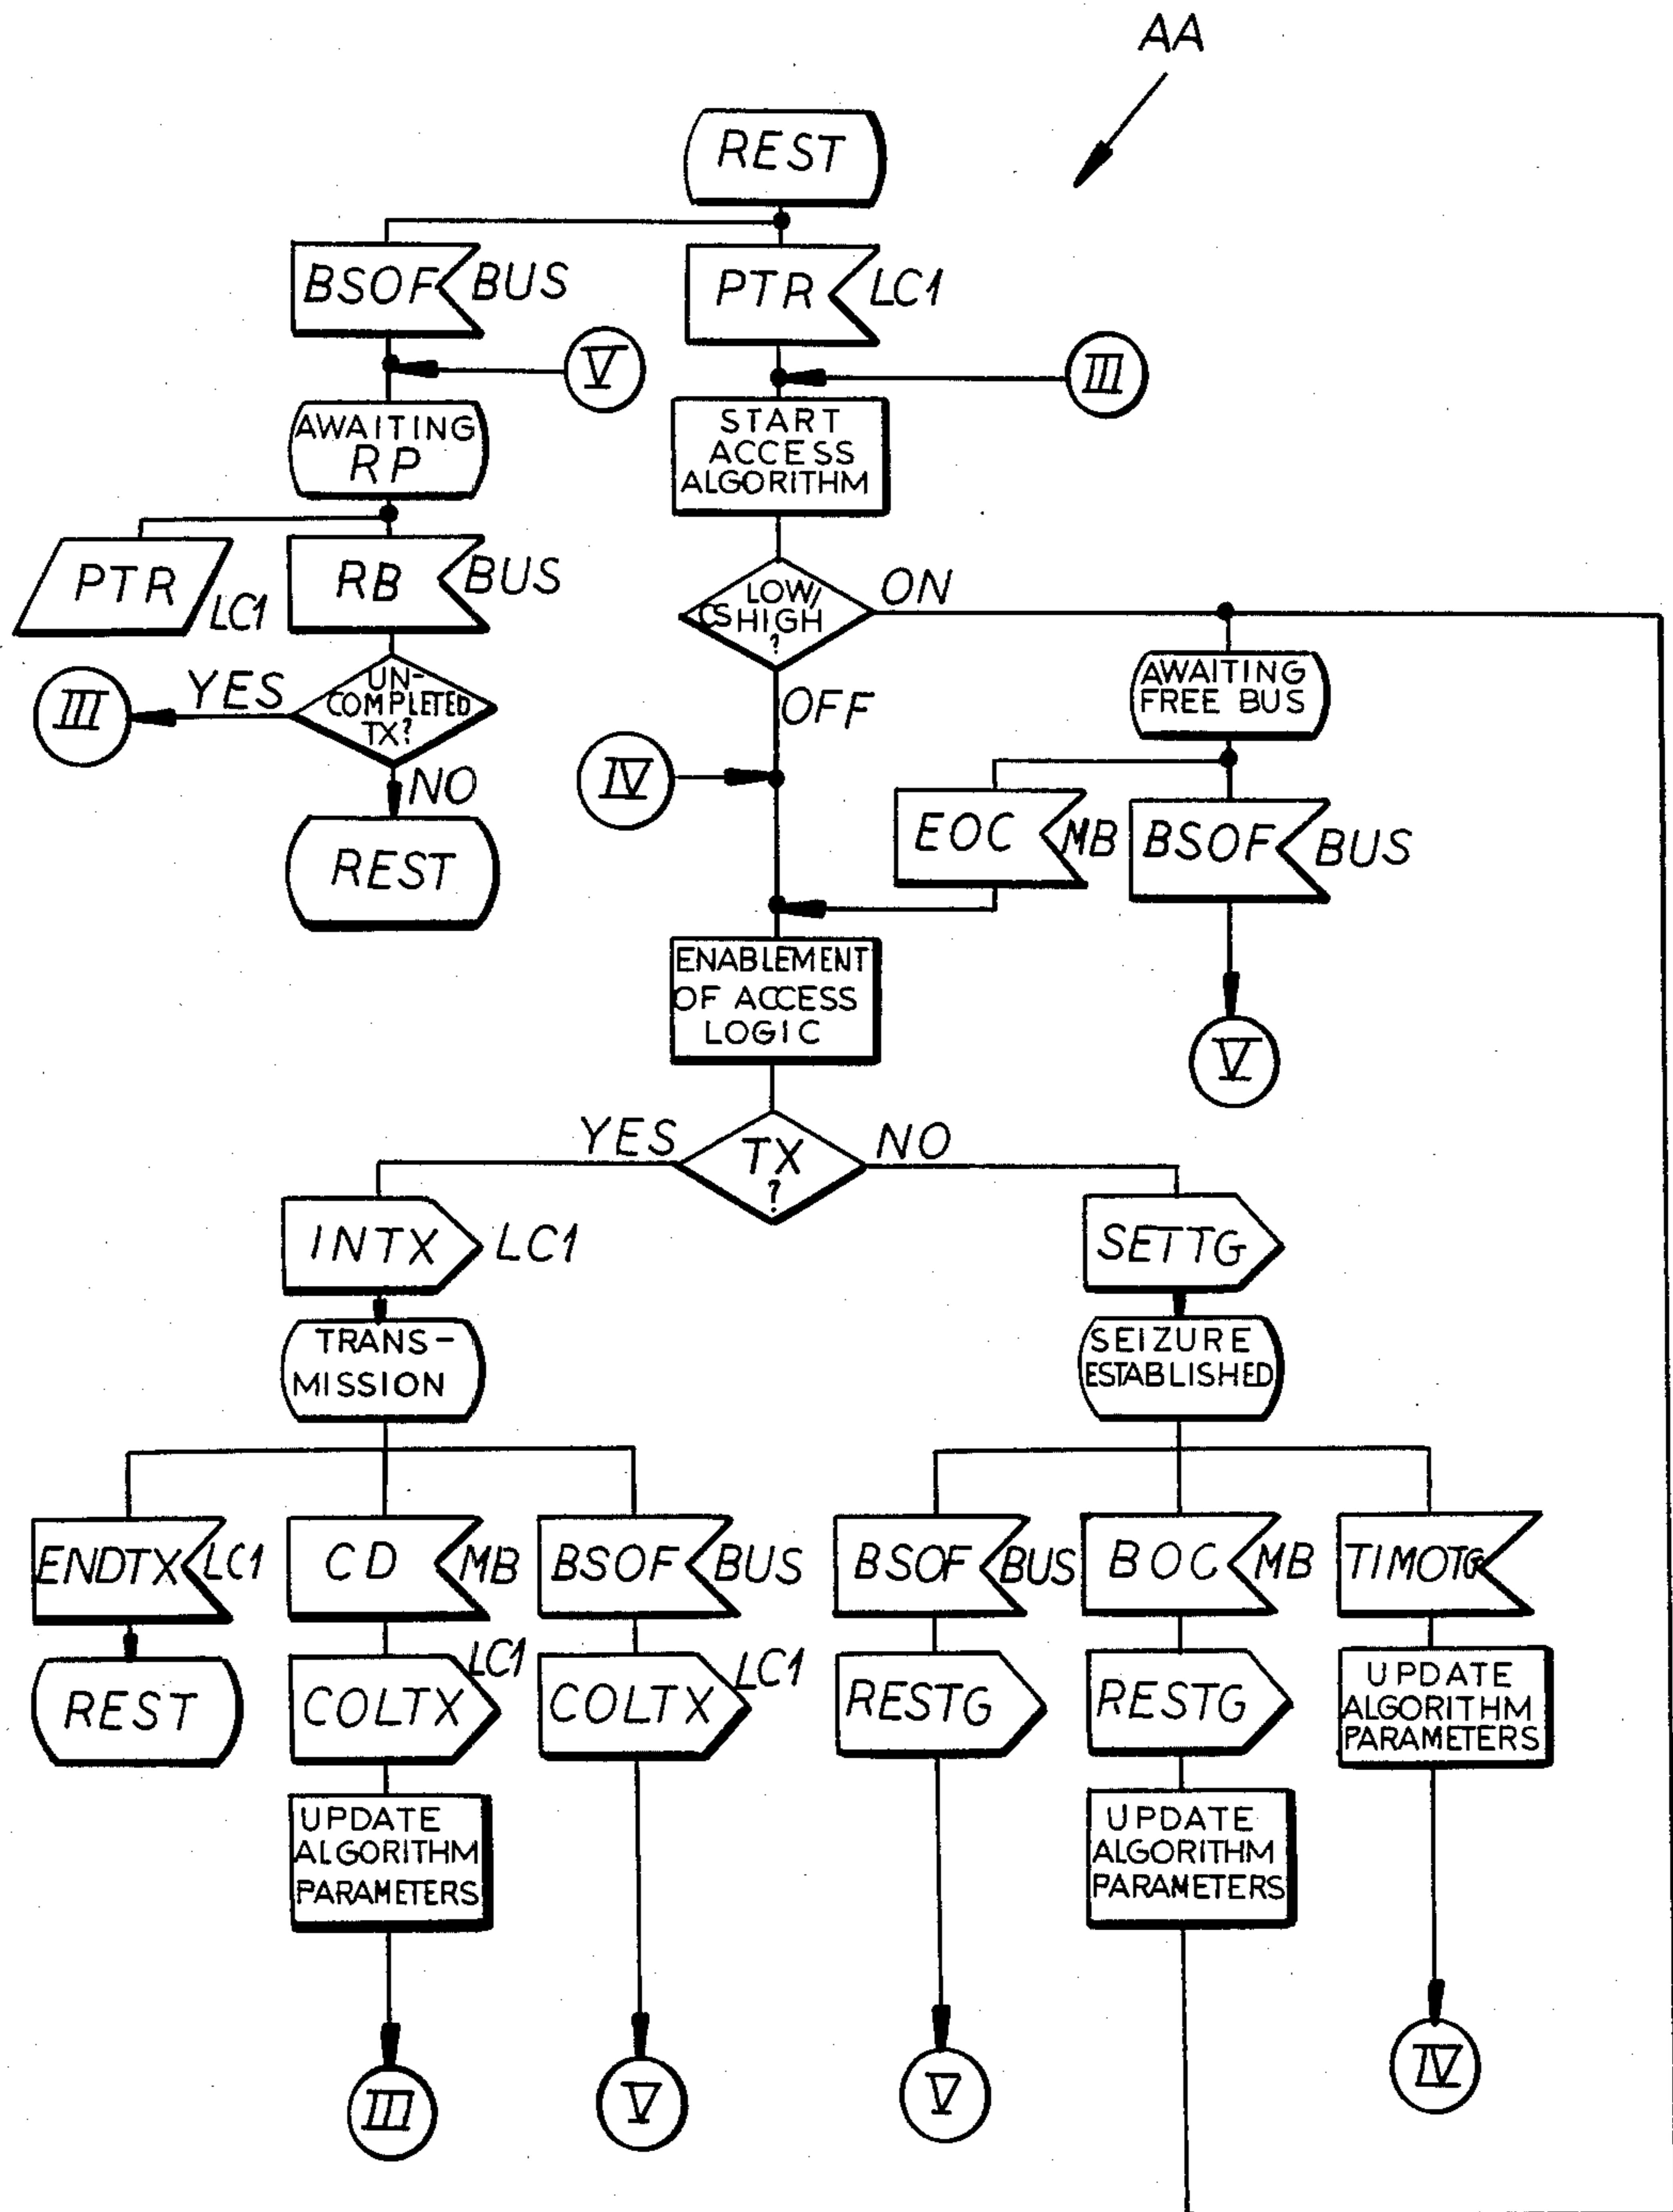 AA
REST
BSOF BUS
PTR LC1
V
III
AWAITING
RP
START
ACCESS
ALGORITHM
PTR LC1
RB BUS
LOW/
CS HIGH
?
ON
OFF
UN-
COMPLETED
TX?
YES
III
NO
REST
AWAITING
FREE BUS
IV
EOC MB
BSOF BUS
V
ENABLEMENT
OF ACCESS
LOGIC
YES
TX
?
NO
INTX LC1
SETTG
TRANS-
MISSION
SEIZURE
ESTABLISHED
ENDTX LC1
CD MB
BSOF BUS
BSOF BUS
BOC MB
TIMOTG
REST
COLTX LC1
COLTX LC1
RESTG
RESTG
UPDATE
ALGORITHM
PARAMETERS
UPDATE
ALGORITHM
PARAMETERS
UPDATE
ALGORITHM
PARAMETERS
III
V
V
IV